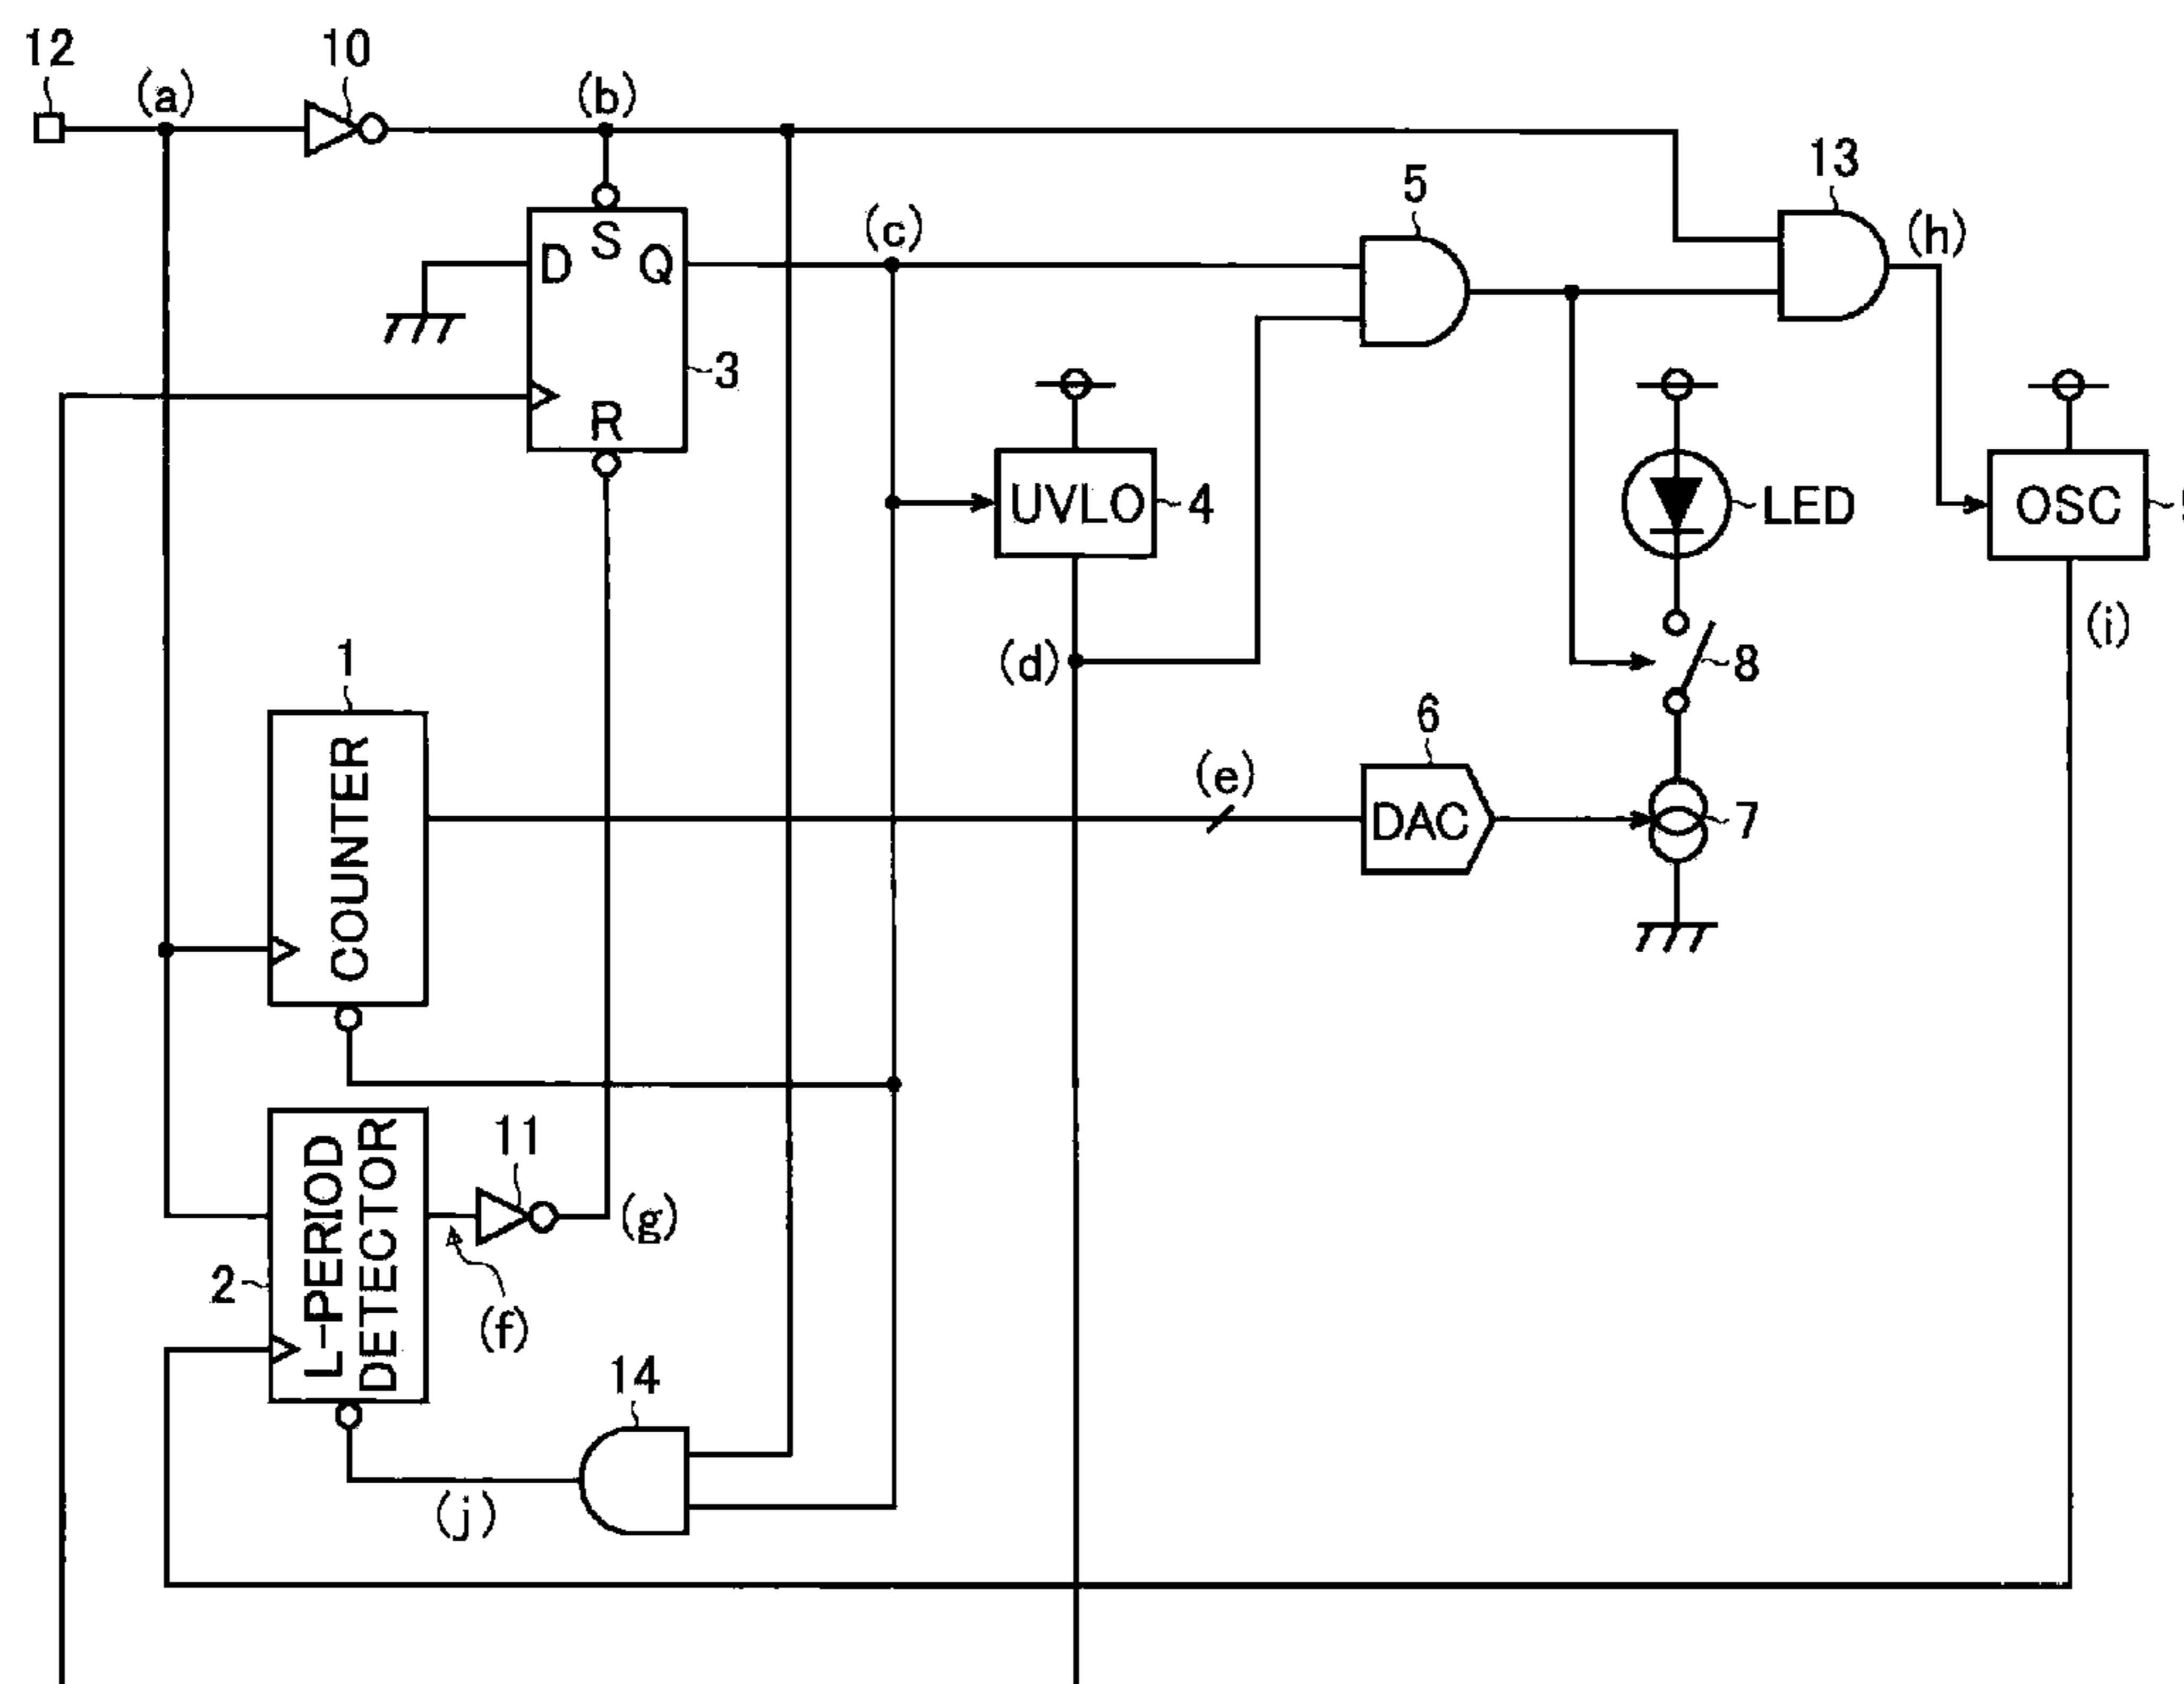 12
(a)
10
(b)
13
5
(h)
(c)
D
S
Q
3
R
UVLO
4
LED
OSC
(i)
(d)
8
1
COUNTER
6
(e)
DAC
7
2
L-PERIOD
DETECTOR
11
(g)
(f)
14
(j)